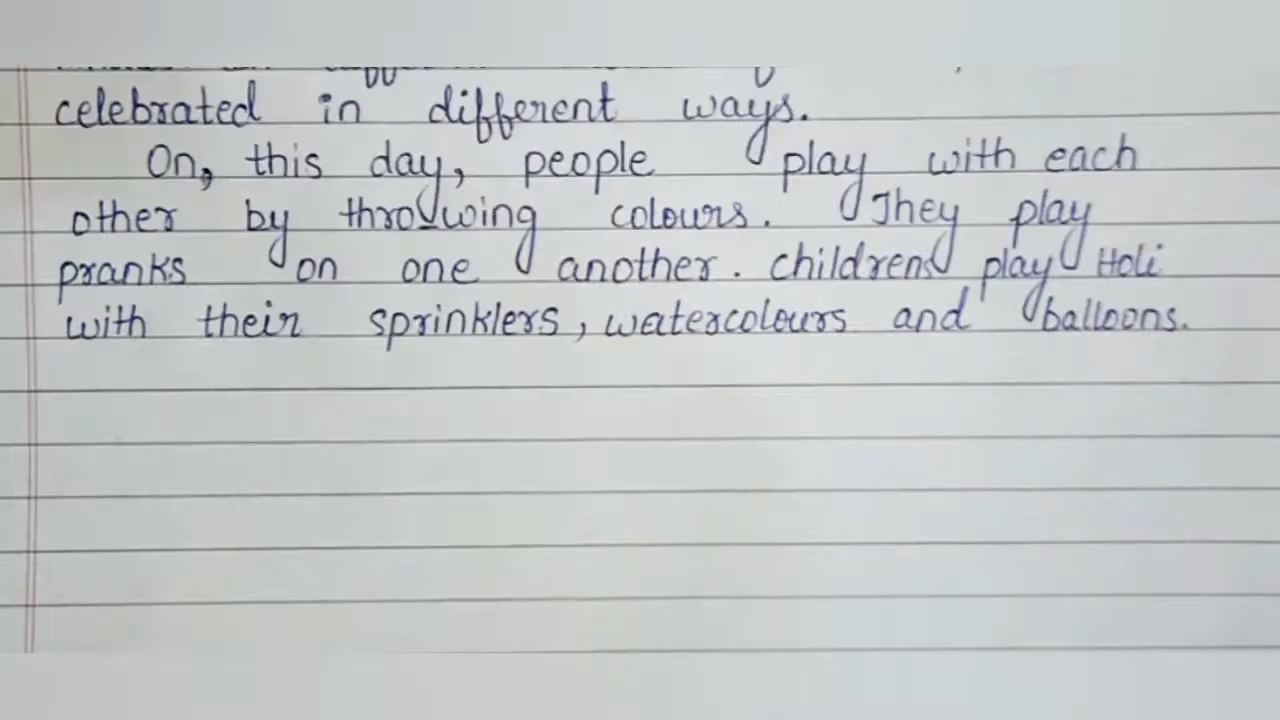 celebrated in different ways.
On, this day, people play with each
other by throwing colours. They play
pranks on one another. childrens play Holi
with their sprinklers, watercolours and balloons.